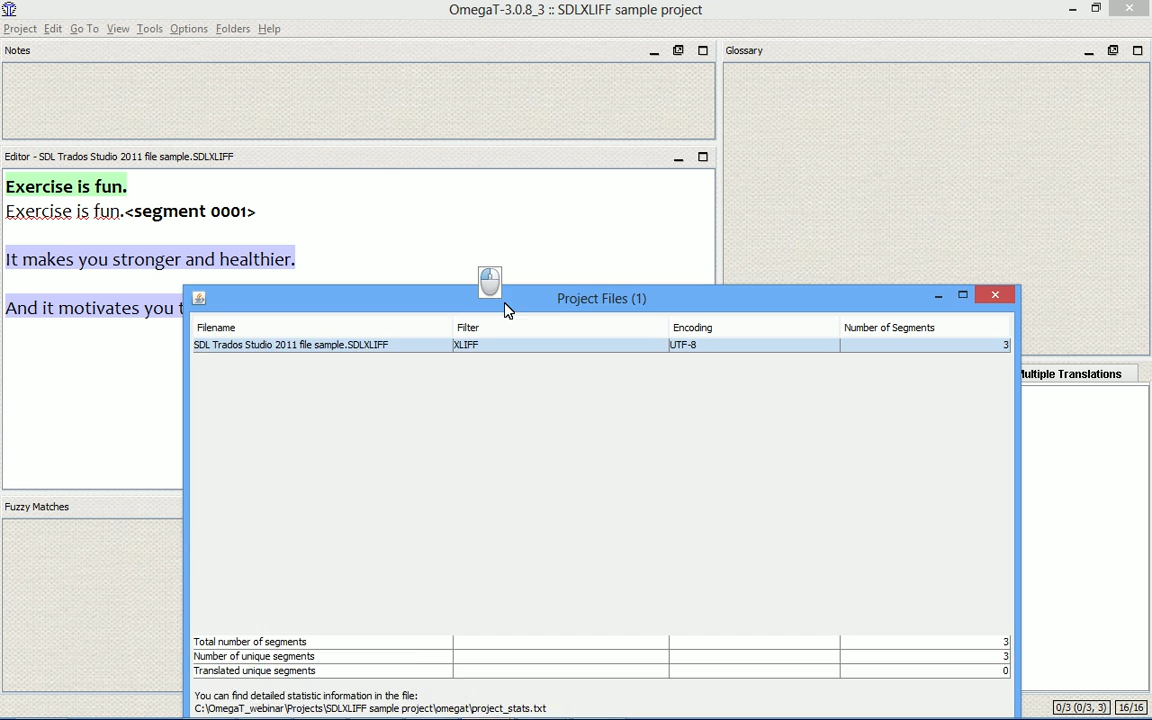 OmegaT-3.0.8_3 :: SDLXLIFF sample project
Project Edit Go To View Tools Options Folders Help
Notes
Glossary
Editor - SDL Trados Studio 2011 file sample.SDLXLIFF
Exercise is fun.
Exercise is fun.<segment 0001>
It makes you stronger and healthier.
And it motivates you t
Project Files (1)
Filename Filter Encoding Number of Segments
SDL Trados Studio 2011 file sample.SDLXLIFF XLIFF UTF-8 3
ultiple Translations
Fuzzy Matches
Total number of segments 3
Number of unique segments 3
Translated unique segments 0
You can find detailed statistic information in the file:
C:\OmegaT_webinar\Projects\SDLXLIFF sample project\omegat\project_stats.txt
0/3 (0/3, 3) 16/16